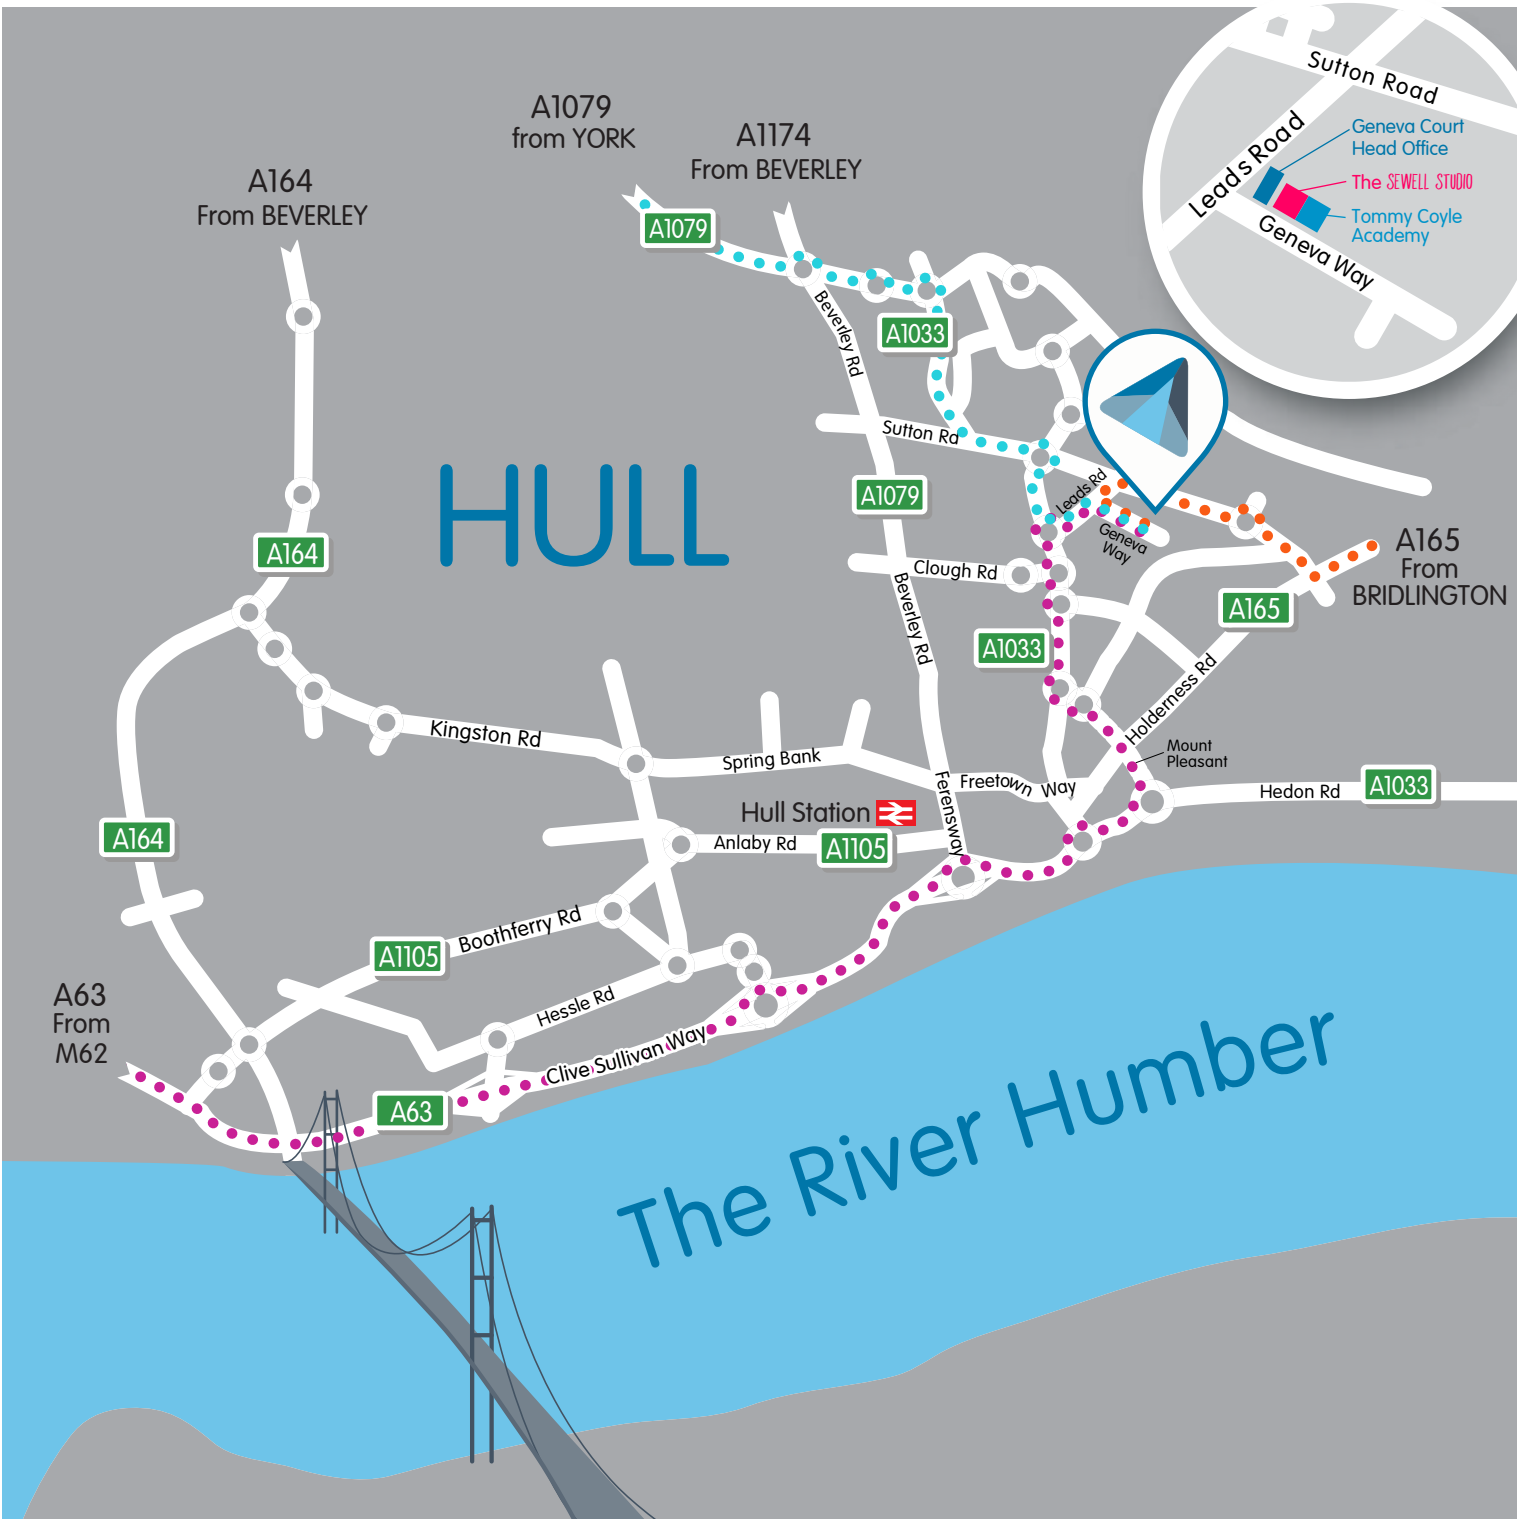 Sutton Road
Leads Road
Geneva Court
Head Office
The SEWELL STUDIO
Tommy Coyle
Academy
Geneva Way
A1079
from YORK
A1174
From BEVERLEY
A164
From BEVERLEY
A1079
A1033
Beverley Rd
Sutton Rd
HULL
A1079
Leads Rd
Geneva
Way
A165
From
BRIDLINGTON
A164
Clough Rd
A165
Beverley Rd
A1033
Holderness Rd
Kingston Rd
Mount
Pleasant
Spring Bank
Freetown Way
Hedon Rd
A1033
Hull Station
Ferensway
A164
Anlaby Rd
A1105
Boothferry Rd
A1105
A63
From
M62
Hessle Rd
Clive Sullivan Way
A63
The River Humber